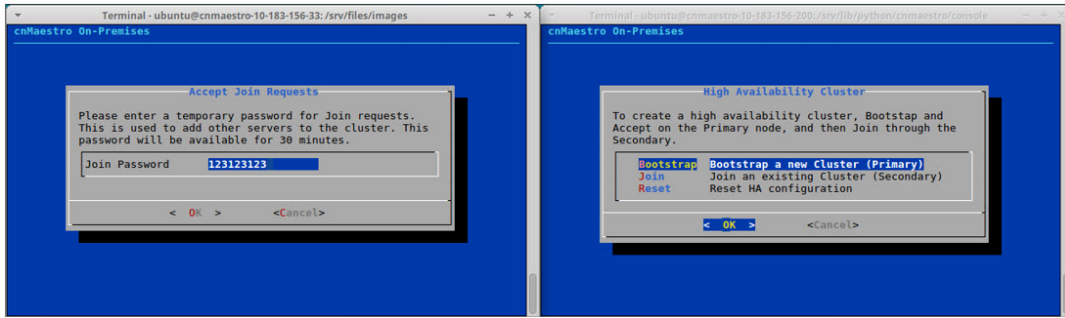 Terminal - ubuntu@cnmaestro-10-183-156-33: /srv/files/images
cnMaestro On-Premises
Accept Join Requests
Please enter a temporary password for Join requests.
This is used to add other servers to the cluster. This
password will be available for 30 minutes.
Join Password 123123123
< OK > <Cancel>
Terminal - ubuntu@cnmaestro-10-183-156-200: /srv/lib/python/cnmaestro/console
cnMaestro On-Premises
High Availability Cluster
To create a high availability cluster, Bootstap and
Accept on the Primary node, and then Join through the
Secondary.
Bootstrap Bootstap a new Cluster (Primary)
Join Join an existing Cluster (Secondary)
Reset Reset HA configuration
< OK > <Cancel>